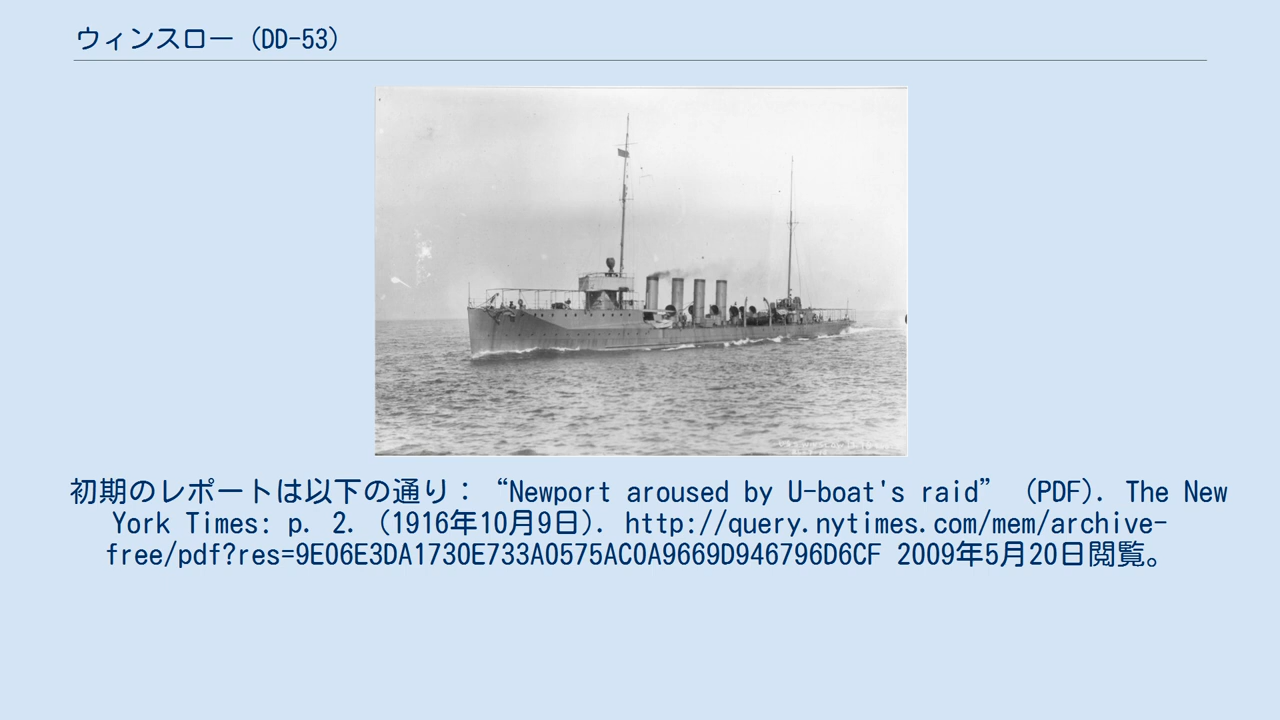 ウィンスロー (DD-53)
初期のレポートは以下の通り： “Newport aroused by U-boat's raid” (PDF). The New
York Times: p. 2. (1916年10月9日). http://query.nytimes.com/mem/archive-
free/pdf?res=9E06E3DA1730E733A0575AC0A9669D946796D6CF 2009年5月20日閲覧。